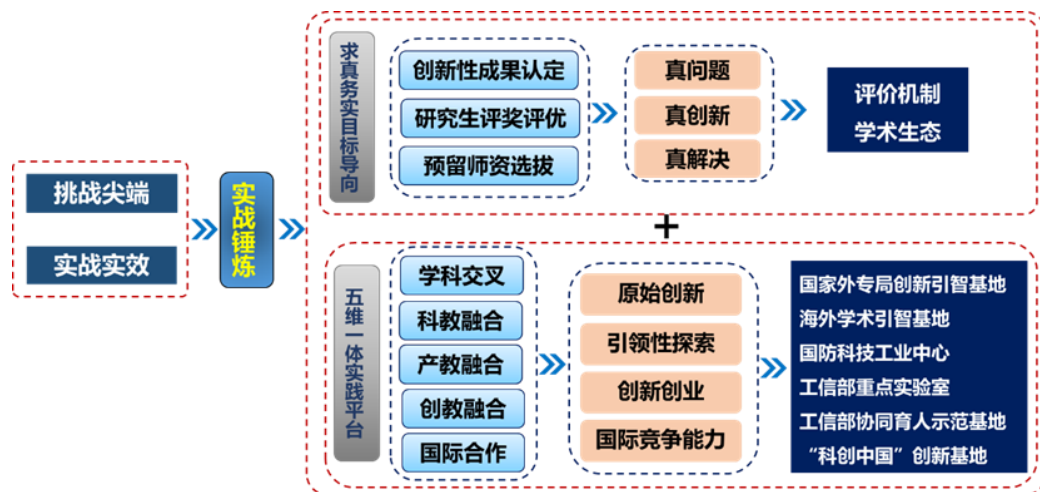 挑战尖端
实战实效
实战锤炼
求真务实目标导向
创新性成果认定
研究生评奖评优
预留师资选拔
真问题
真创新
真解决
评价机制
学术生态
+
五维一体实践平台
学科交叉
科教融合
产教融合
创教融合
国际合作
原始创新
引领性探索
创新创业
国际竞争能力
国家外专局创新引智基地
海外学术引智基地
国防科技工业中心
工信部重点实验室
工信部协同育人示范基地
“科创中国”创新基地